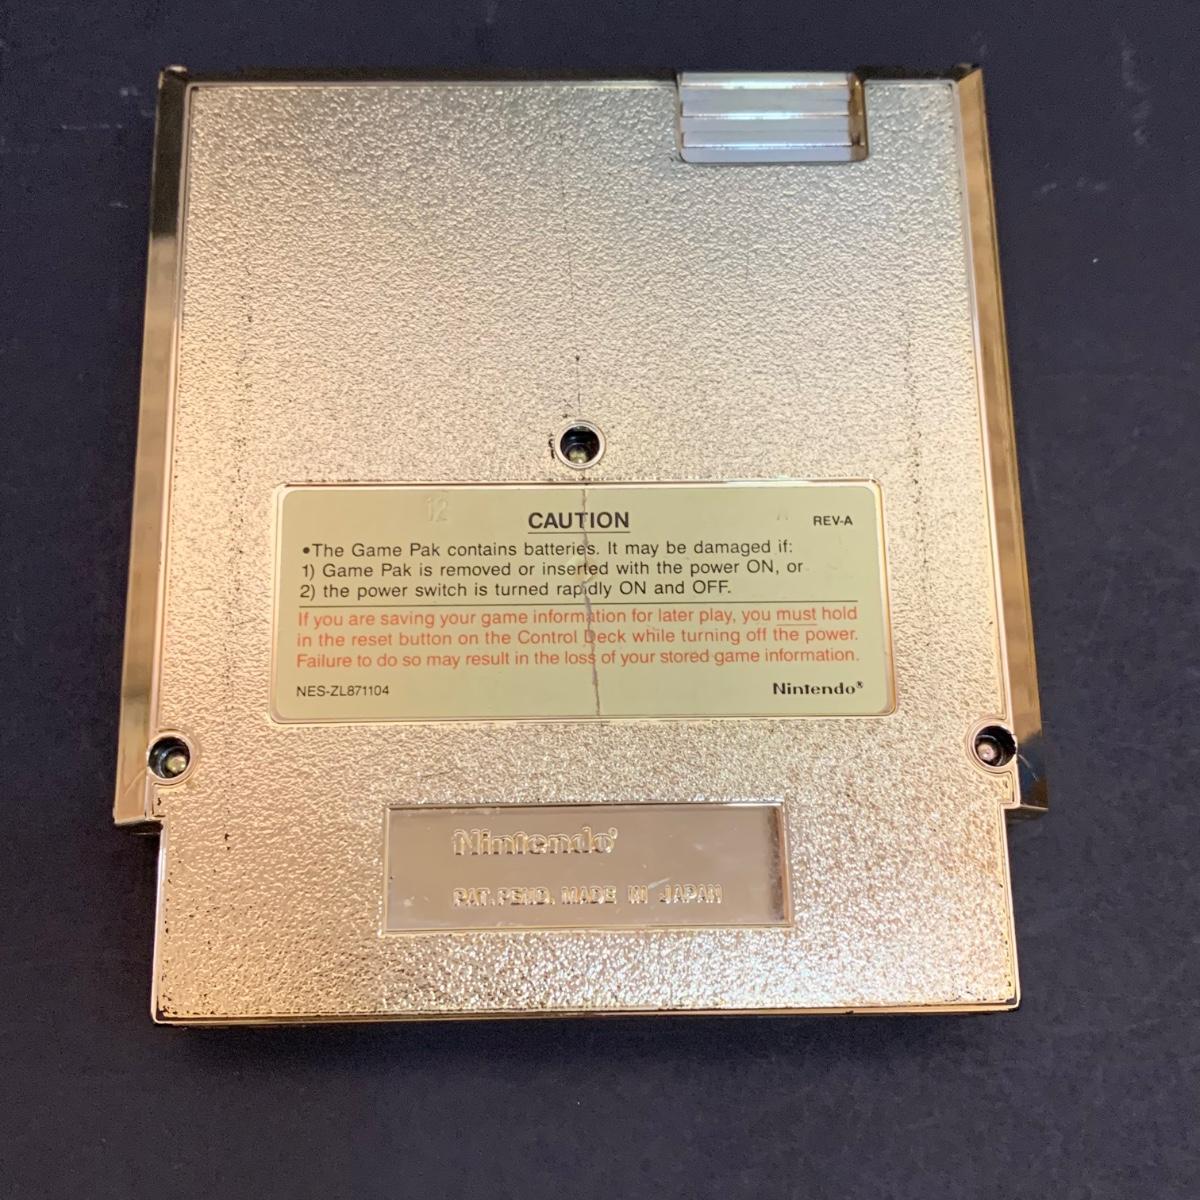 12
A
CAUTION
REV-A
•The Game Pak contains batteries. It may be damaged if:
1) Game Pak is removed or inserted with the power ON, or
2) the power switch is turned rapidly ON and OFF.
If you are saving your game information for later play, you must hold
in the reset button on the Control Deck while turning off the power.
Failure to do so may result in the loss of your stored game information.
NES-ZL871104
Nintendo®
Nintendo®
PAT. PEND. MADE IN JAPAN